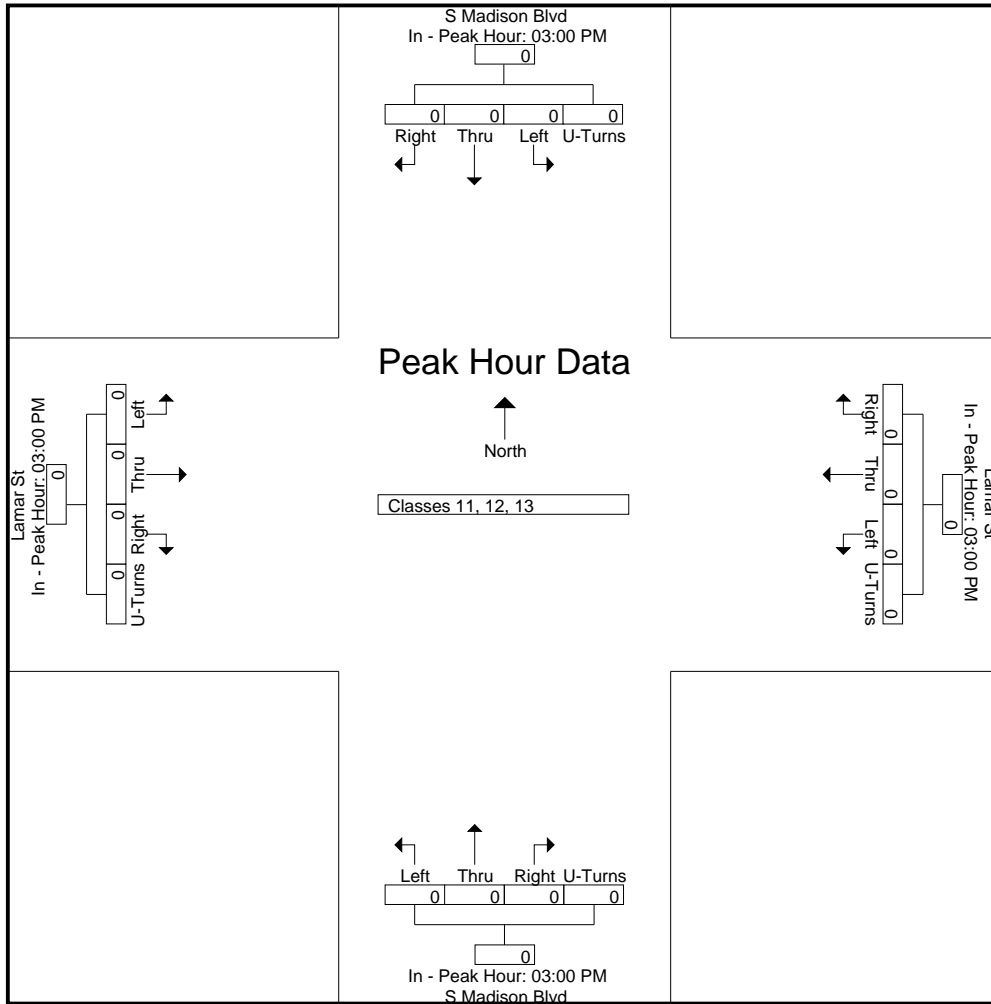 S Madison Blvd
In - Peak Hour: 03:00 PM
0
0 0 0 0
Right Thru Left U-Turns
Peak Hour Data
North
Classes 11, 12, 13
Lamar St
In - Peak Hour: 03:00 PM
0
0 0 0 0
Left Thru Right U-Turns
Lamar St
In - Peak Hour: 03:00 PM
0
0 0 0 0
Right Thru Left U-Turns
Left Thru Right U-Turns
0 0 0 0
0
In - Peak Hour: 03:00 PM
S Madison Blvd